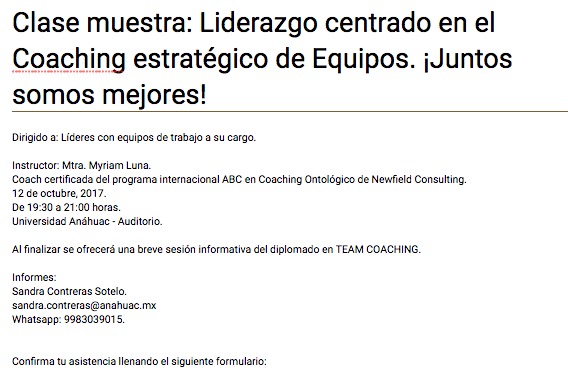 Clase muestra: Liderazgo centrado en el
Coaching estratégico de Equipos. ¡Juntos
somos mejores!
Dirigido a: Líderes con equipos de trabajo a su cargo.
Instructor: Mtra. Myriam Luna.
Coach certificada del programa internacional ABC en Coaching Ontológico de Newfield Consulting.
12 de octubre, 2017.
De 19:30 a 21:00 horas.
Universidad Anáhuac - Auditorio.
Al finalizar se ofrecerá una breve sesión informativa del diplomado en TEAM COACHING.
Informes:
Sandra Contreras Sotelo.
sandra.contreras@anahuac.mx
Whatsapp: 9983039015.
Confirma tu asistencia llenando el siguiente formulario: